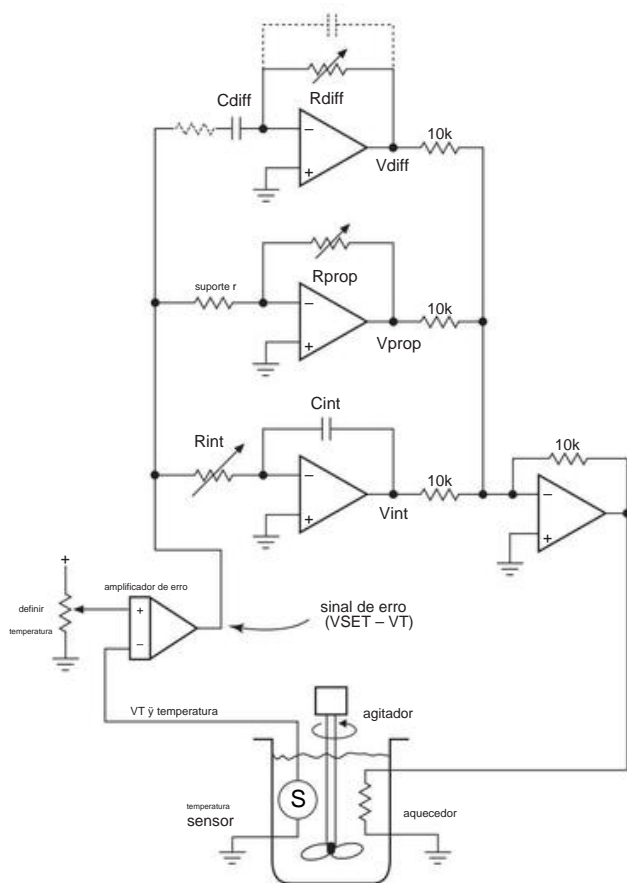 Cdiff
Rdiff
−
+
Vdiff
10k
suporte r
Rprop
−
+
Vprop
10k
Rint
Cint
−
+
Vint
10k
10k
−
+
+
definir
temperatura
amplificador de erro
+
−
sinal de erro
(VSET – VT)
VT ÿ temperatura
agitador
temperatura
sensor
S
aquecedor